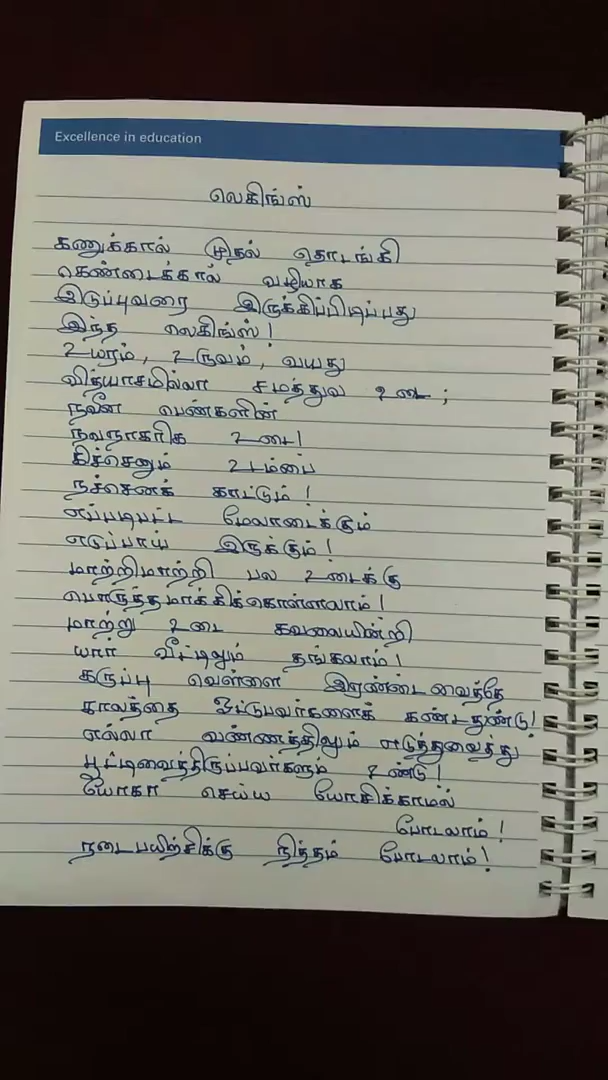 Excellence in education
லெகிங்ஸ்
கணுக்கால் முதல் தொடங்கி
கெண்டைக்கால் வழியாக
இடுப்புவரை இருக்கிப்பிடிப்பது
இந்த லெகிங்ஸ்!
உயரம், உருவம், வயது
வித்யாசமில்லா சமத்துவ உடை;
நவீன பெண்களின்
நவநாகரிக உடை!
கிச்செனும் உடம்பை
நச்செனக் காட்டும்!
எப்படிபட்ட மேலாடைக்கும்
எடுப்பாய் இருக்கும்!
மாற்றிமாற்றி பல உடைக்கு
பொருந்தமாக்கிக்கொள்ளலாம்!
மாற்று உடை கவலையின்றி
யார் வீட்டிலும் தங்கலாம்!
கருப்பு வெள்ளை இரண்டை வைத்தே
காலத்தை ஓட்டுபவர்களைக் கண்டதுண்டு!
எல்லா வண்ணத்திலும் எடுத்துவைத்து
பூட்டிவைத்திருப்பவர்களும் உண்டு!
யோகா செய்ய யோசிக்காமல்
போடலாம்!
நடைபயிற்சிக்கு நித்தம் போடலாம்!